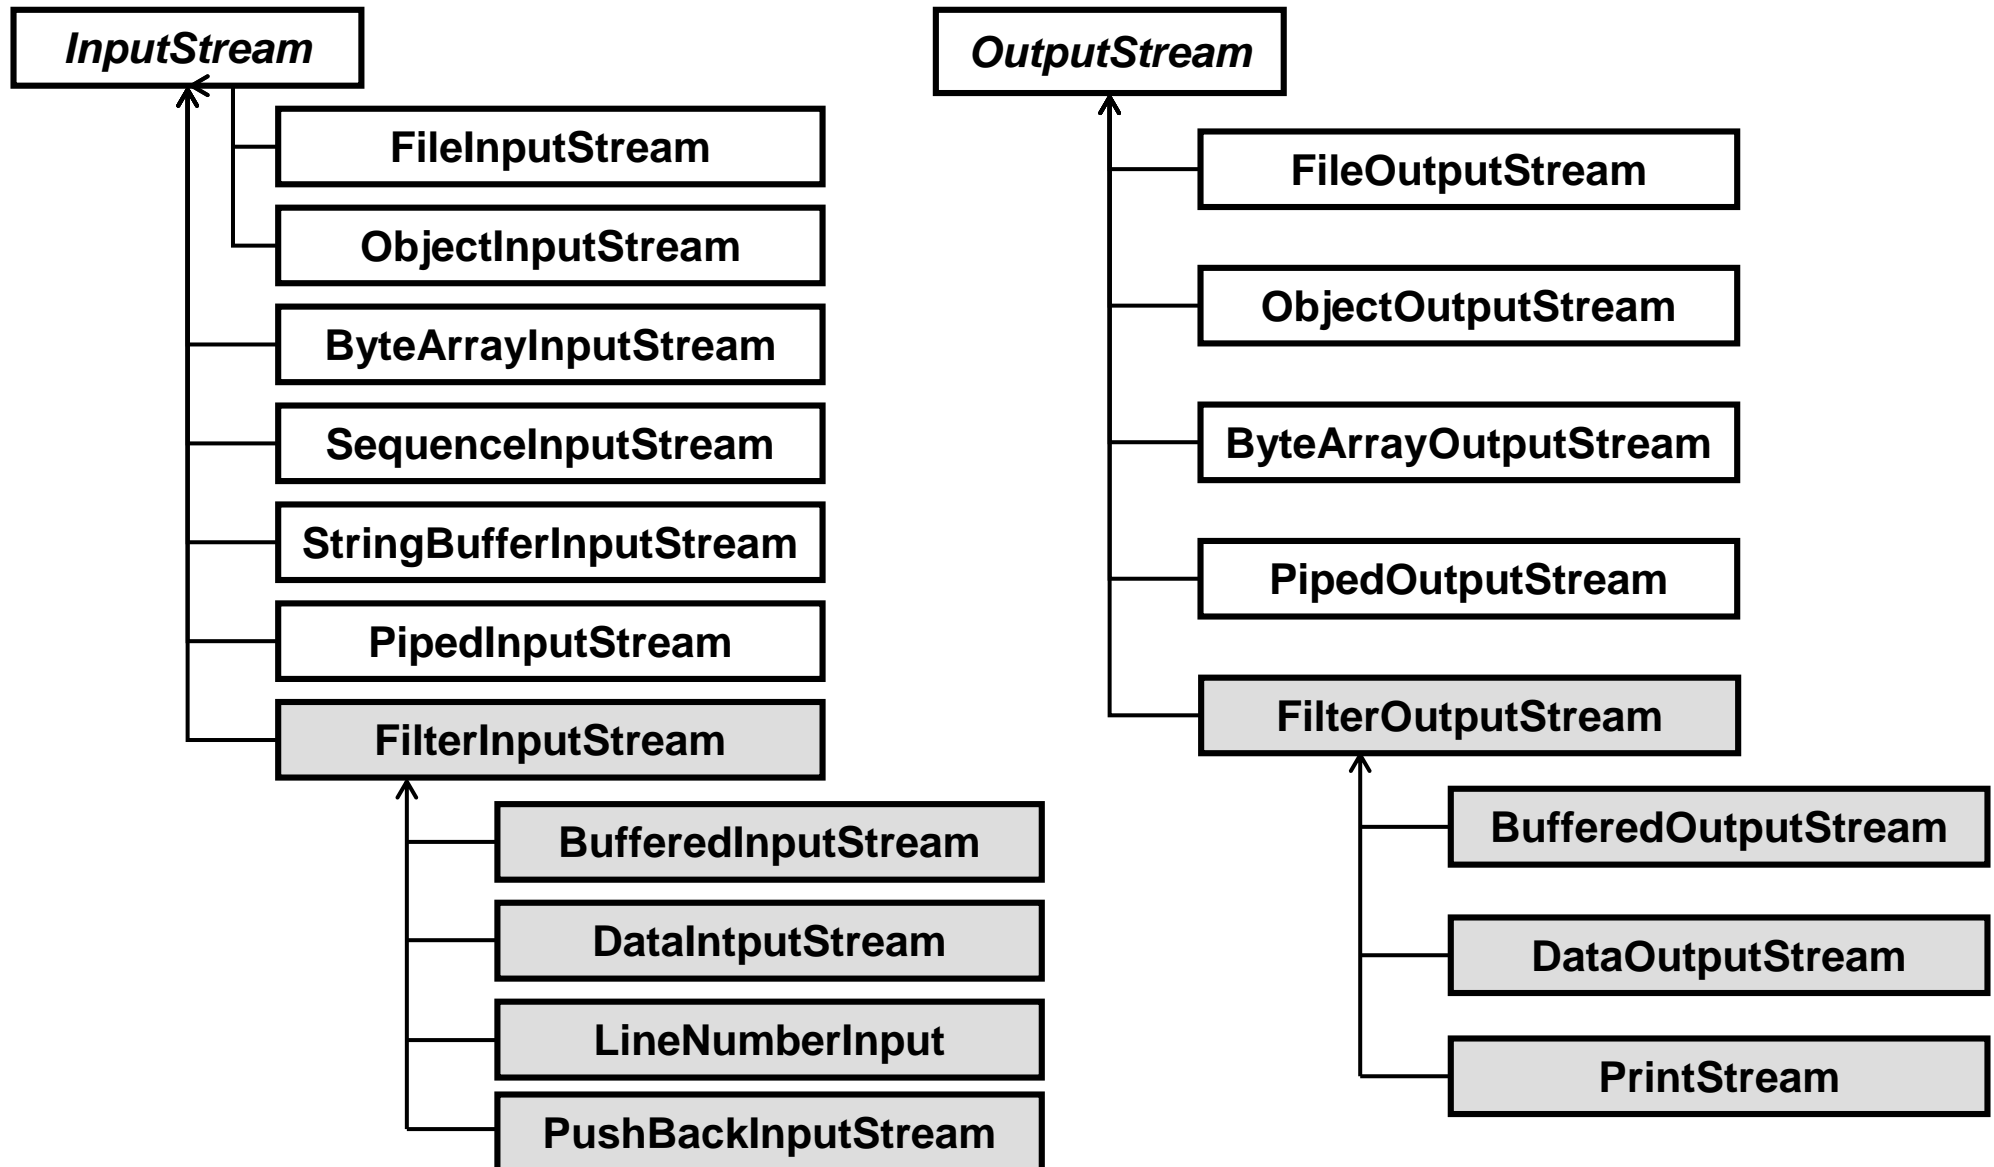 InputStream
FileInputStream
ObjectInputStream
ByteArrayInputStream
SequenceInputStream
StringBufferInputStream
PipedInputStream
FilterInputStream
BufferedInputStream
DataIntputStream
LineNumberInput
PushBackInputStream
OutputStream
FileOutputStream
ObjectOutputStream
ByteArrayOutputStream
PipedOutputStream
FilterOutputStream
BufferedOutputStream
DataOutputStream
PrintStream